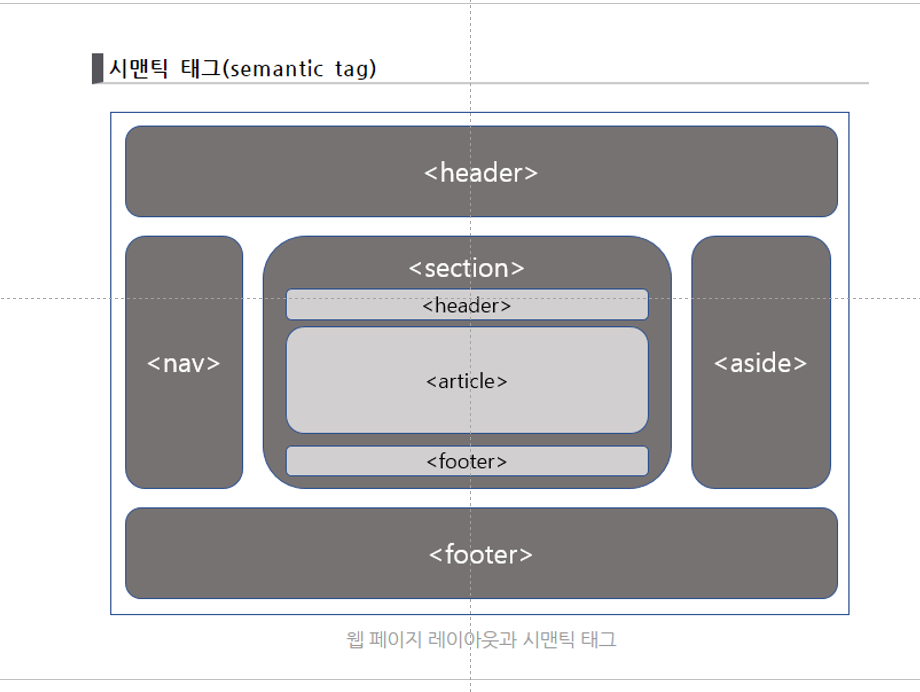 시맨틱 태그(semantic tag)
<header>
<section>
<header>
<nav>
<article>
<aside>
<footer>
<footer>
웹 페이지 레이아웃과 시맨틱 태그